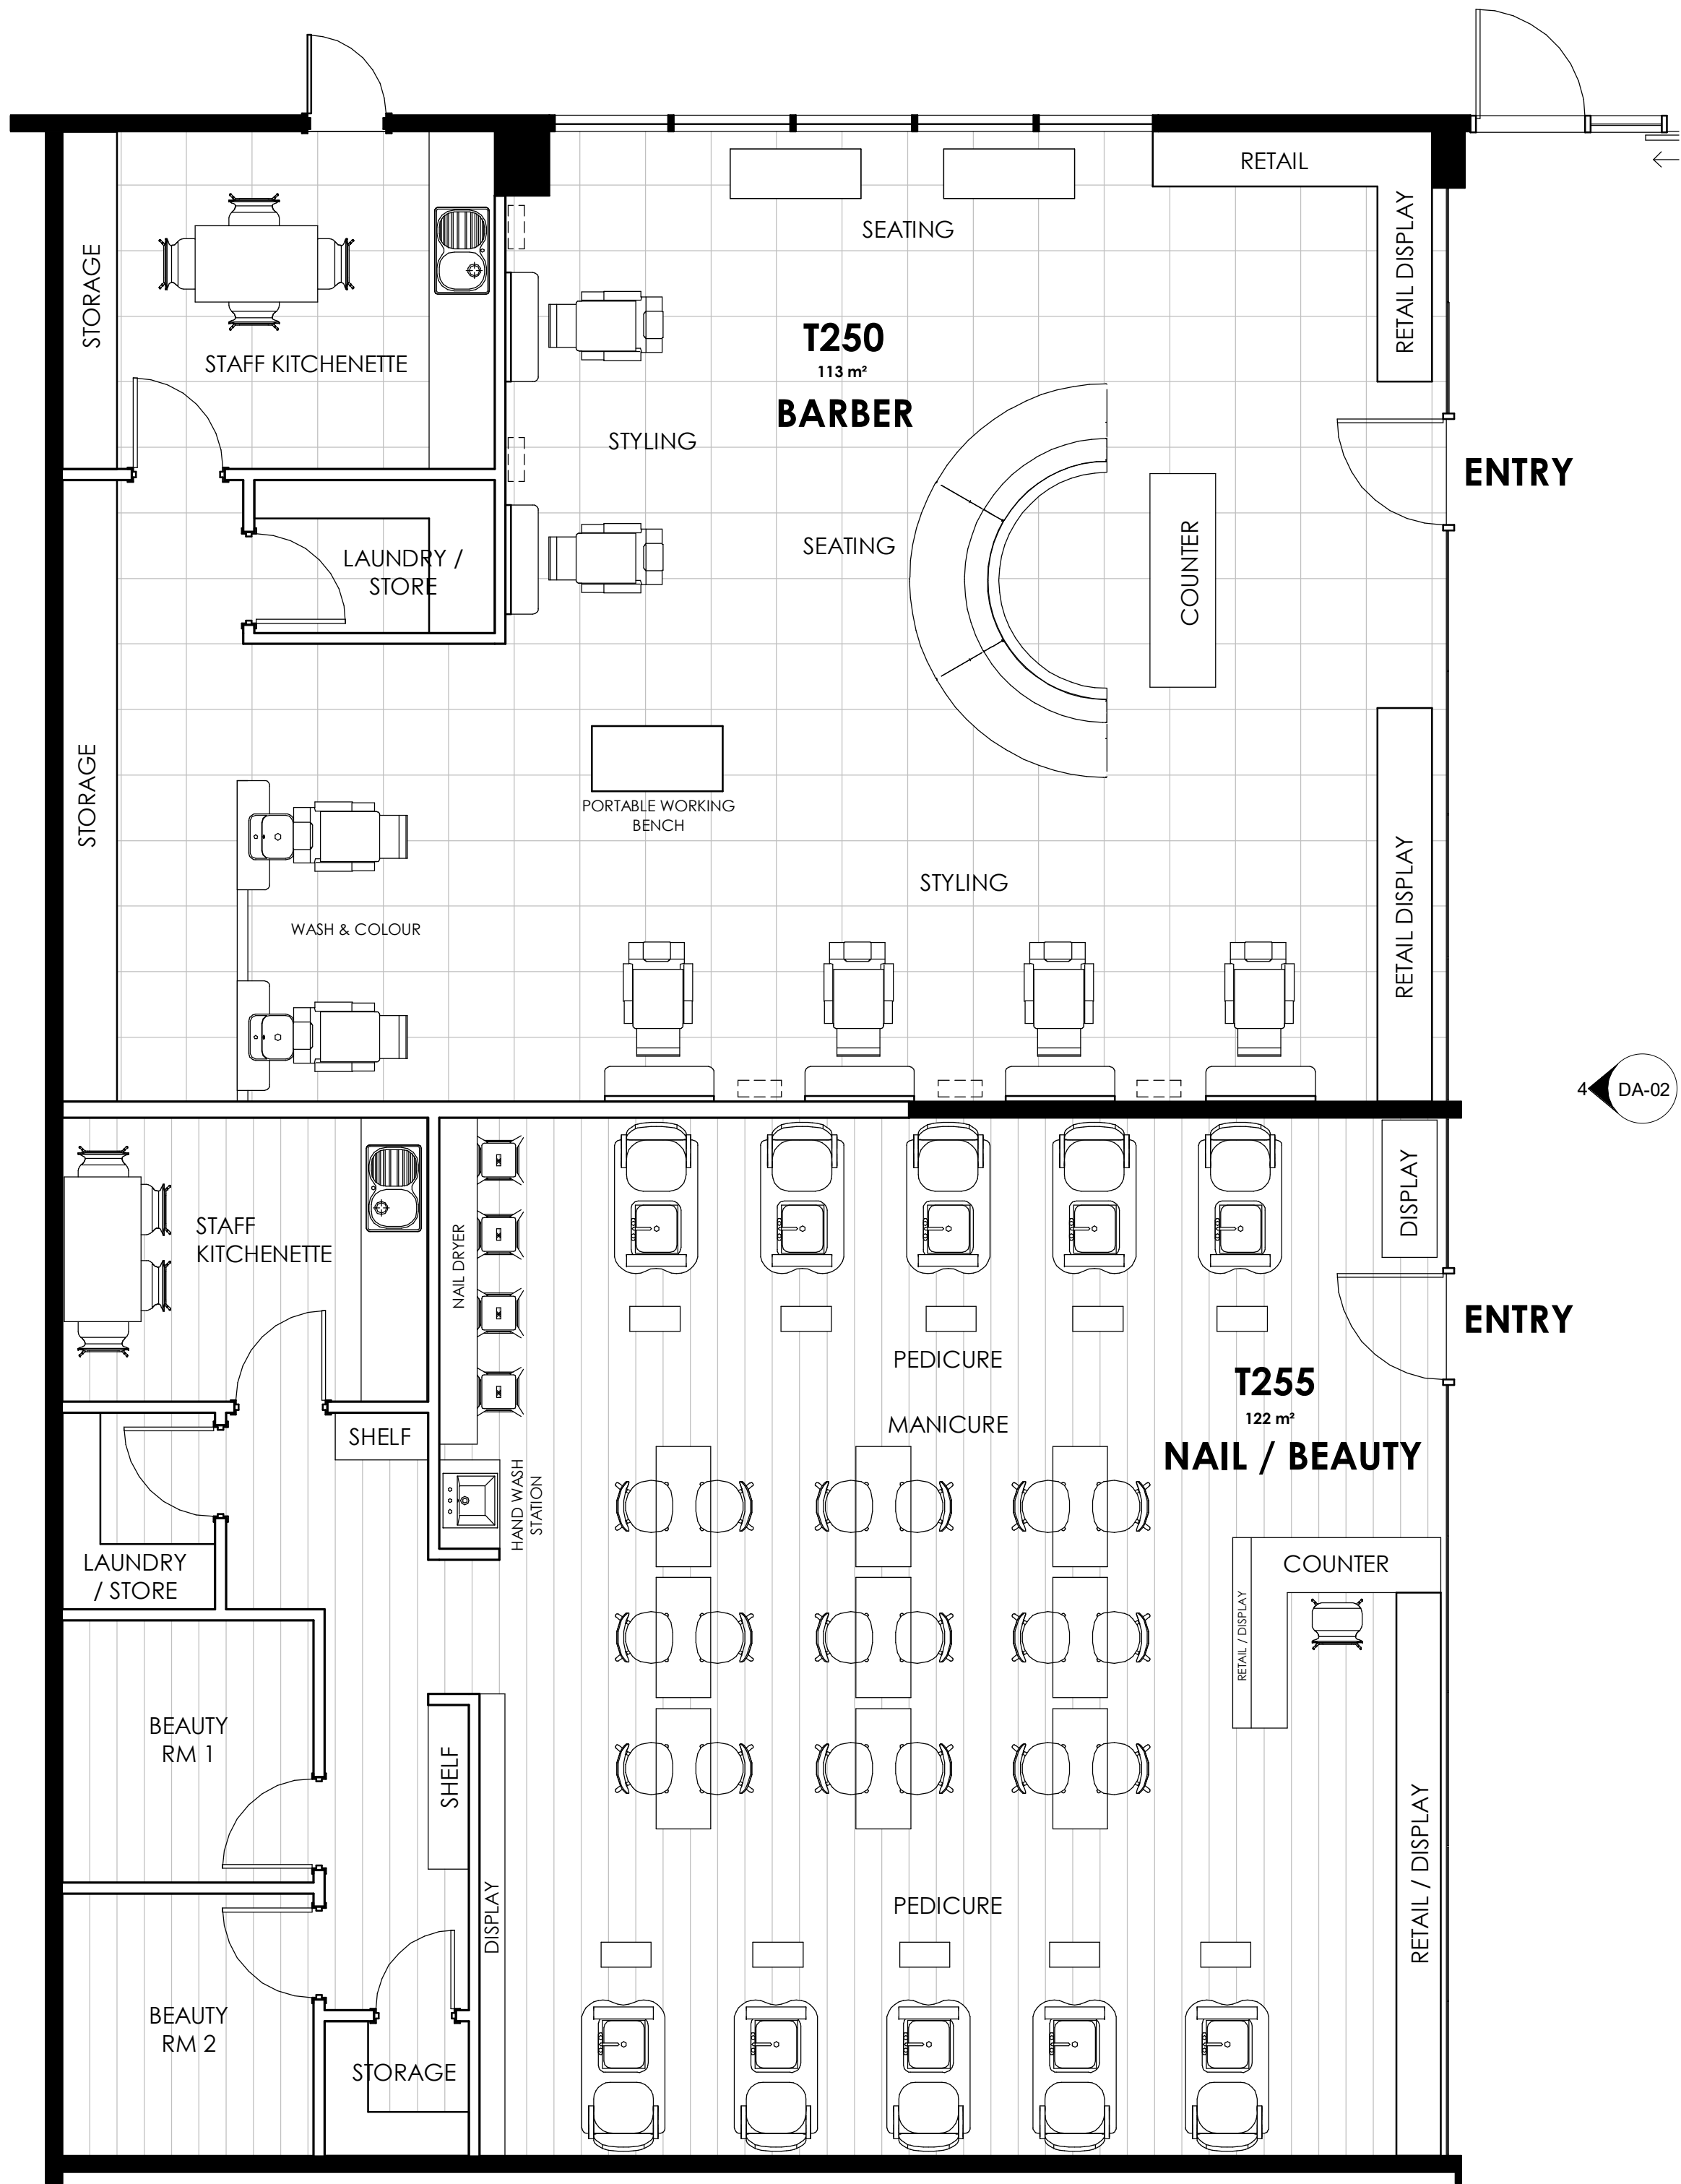 RETAIL
RETAIL DISPLAY
SEATING
STORAGE
STAFF KITCHENETTE
T250
113 m²
BARBER
STYLING
ENTRY
SEATING
COUNTER
LAUNDRY /
STORE
STORAGE
PORTABLE WORKING
BENCH
STYLING
RETAIL DISPLAY
WASH & COLOUR
4
DA-02
DISPLAY
STAFF
KITCHENETTE
NAIL DRYER
ENTRY
PEDICURE
T255
122 m²
NAIL / BEAUTY
MANICURE
SHELF
HAND WASH
STATION
LAUNDRY
/ STORE
COUNTER
RETAIL / DISPLAY
BEAUTY
RM 1
SHELF
RETAIL / DISPLAY
PEDICURE
DISPLAY
BEAUTY
RM 2
STORAGE